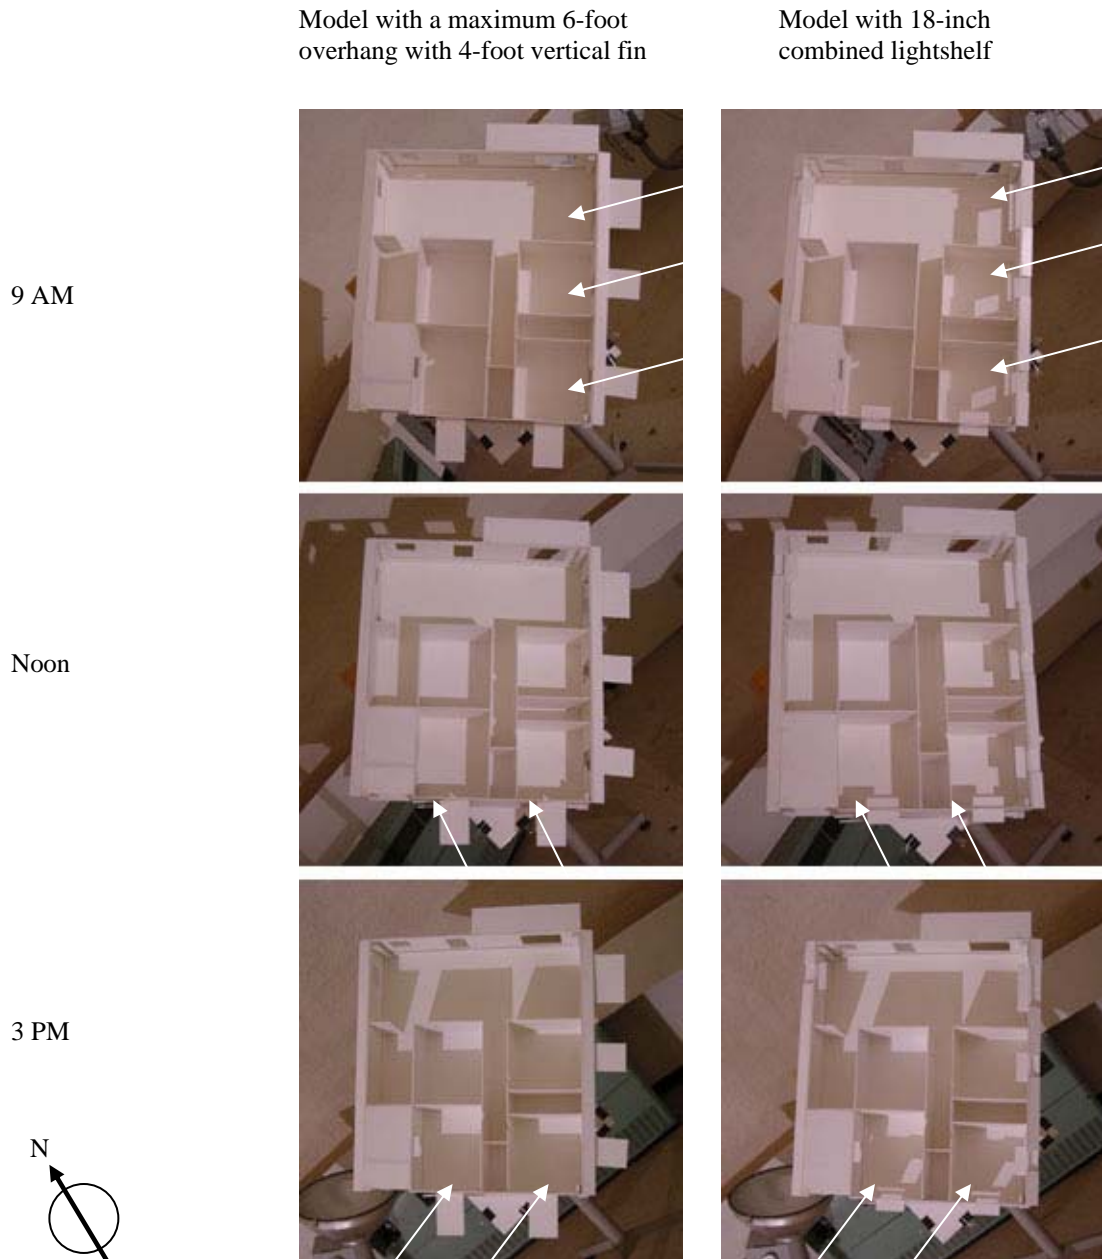 Model with a maximum 6-foot
overhang with 4-foot vertical fin
Model with 18-inch
combined lightshelf
9 AM
Noon
3 PM
N